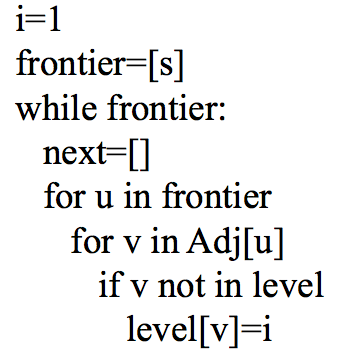 i=1
frontier=[s]
while frontier:
next=[]
for u in frontier
for v in Adj[u]
if v not in level
level[v]=i